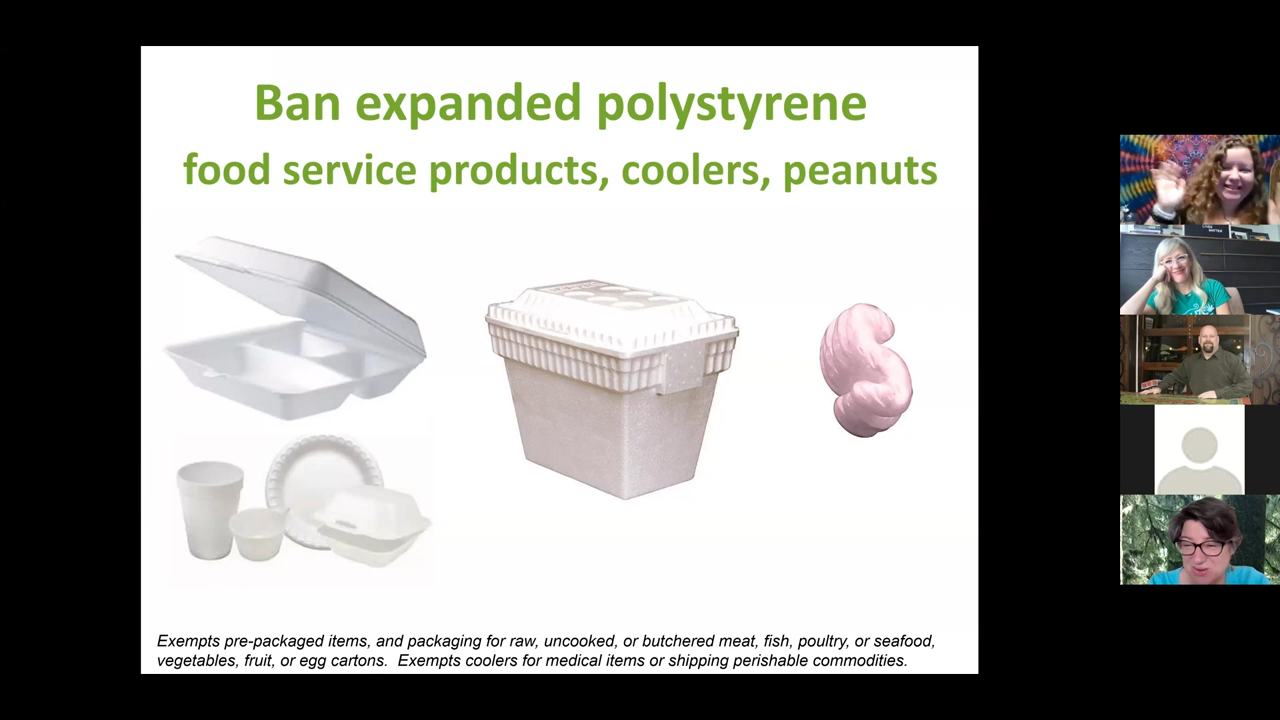 Ban expanded polystyrene
food service products, coolers, peanuts
Exempts pre-packaged items, and packaging for raw, uncooked, or butchered meat, fish, poultry, or seafood,
vegetables, fruit, or egg cartons.  Exempts coolers for medical items or shipping perishable commodities.